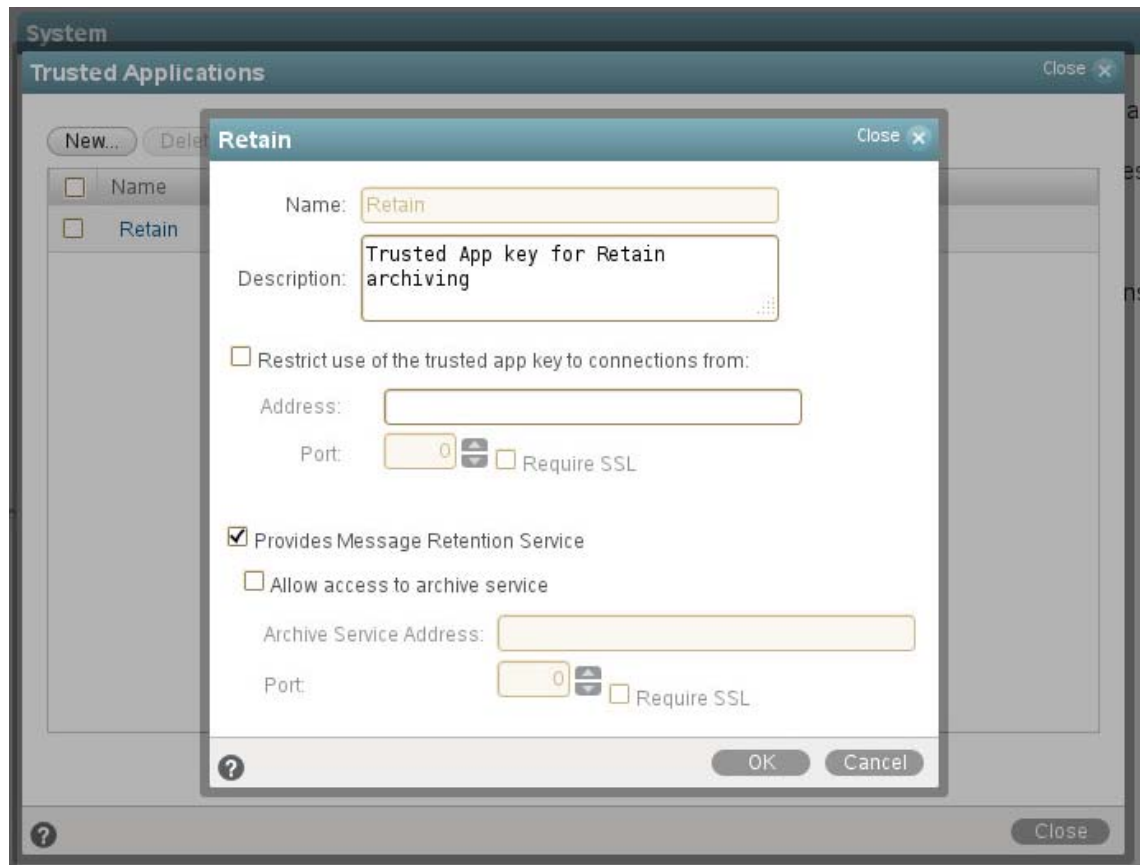 System
Trusted Applications
Close
New...
Delet
Name
Retain
Retain
Close
Name: Retain
Description: Trusted App key for Retain
archiving
Restrict use of the trusted app key to connections from:
Address:
Port: 0 Require SSL
Provides Message Retention Service
Allow access to archive service
Archive Service Address:
Port: 0 Require SSL
? OK Cancel
? Close